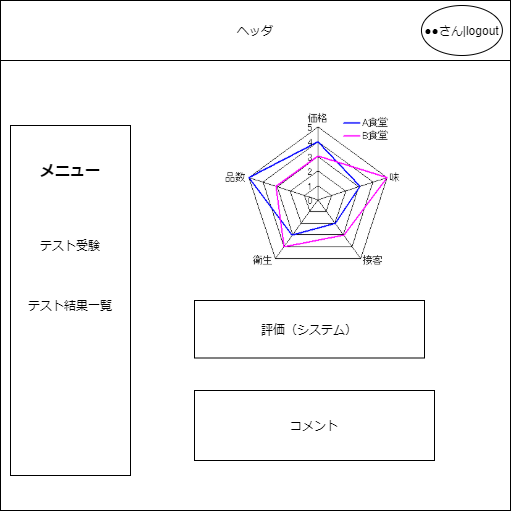 ヘッダ
●●さん|logout
メニュー
テスト受験
テスト結果一覧
価格
A食堂
B食堂
5
4
3
2
1
0
品数
味
衛生
接客
評価（システム）
コメント